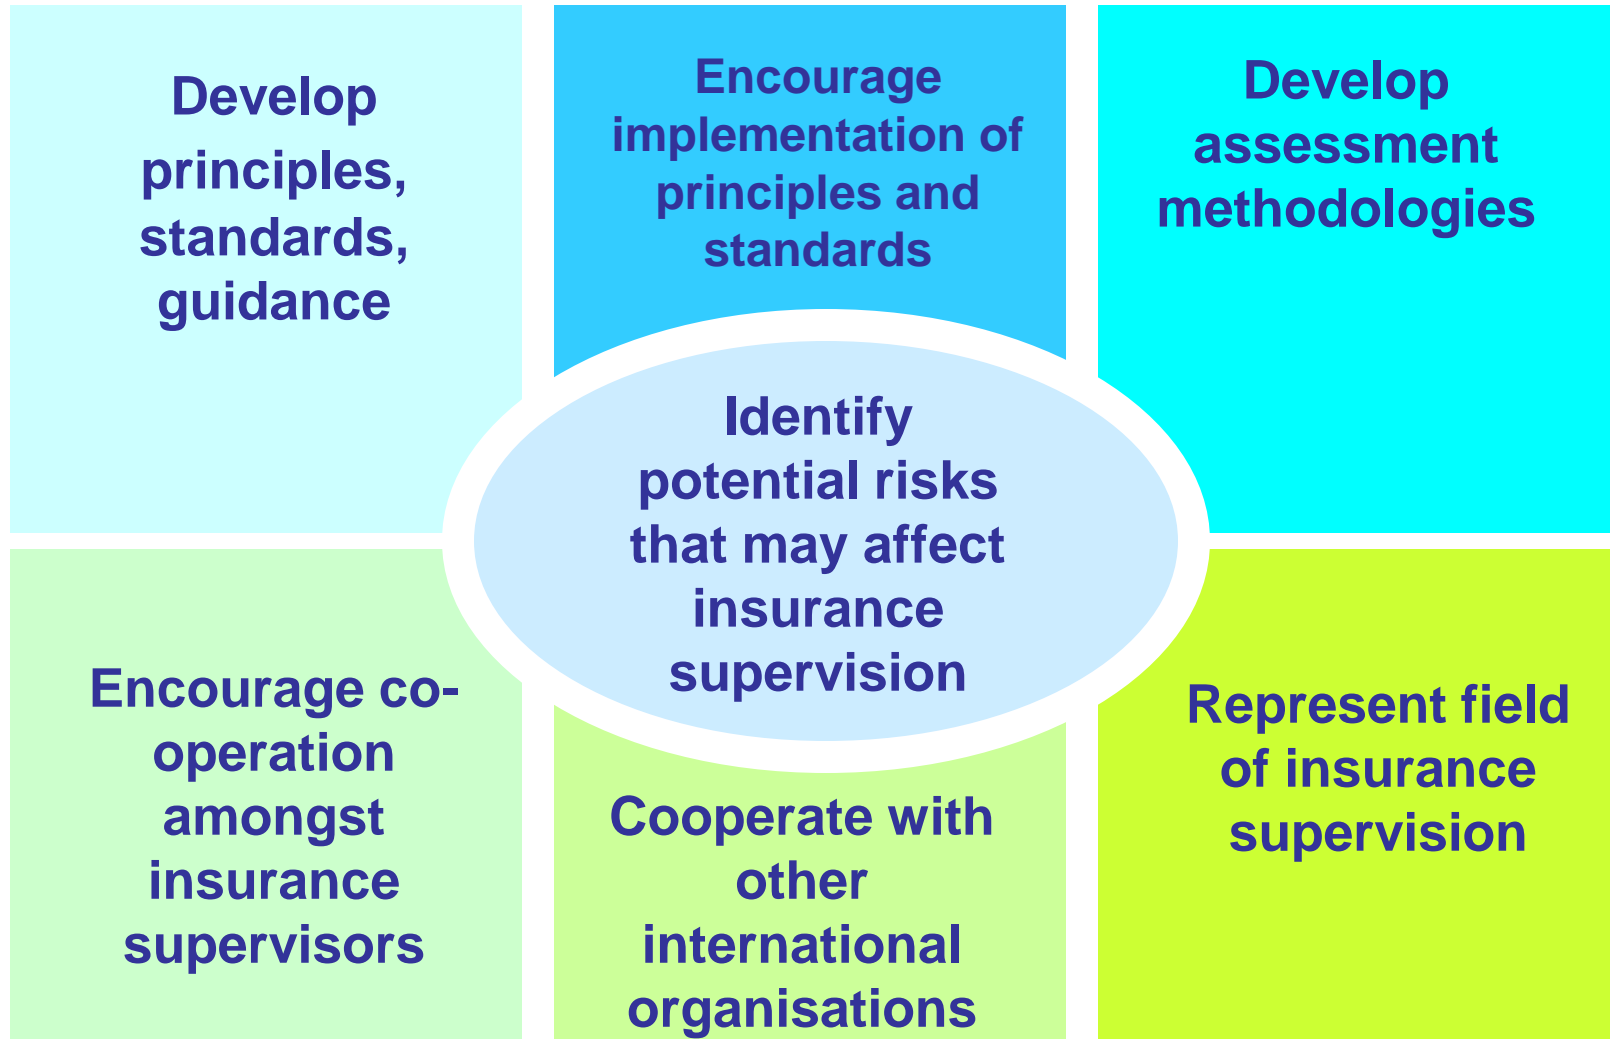 Develop
principles,
standards,
guidance
Encourage
implementation of
principles and
standards
Develop
assessment
methodologies
Identify
potential risks
that may affect
insurance
supervision
Encourage co-
operation
amongst
insurance
supervisors
Cooperate with
other
international
organisations
Represent field
of insurance
supervision